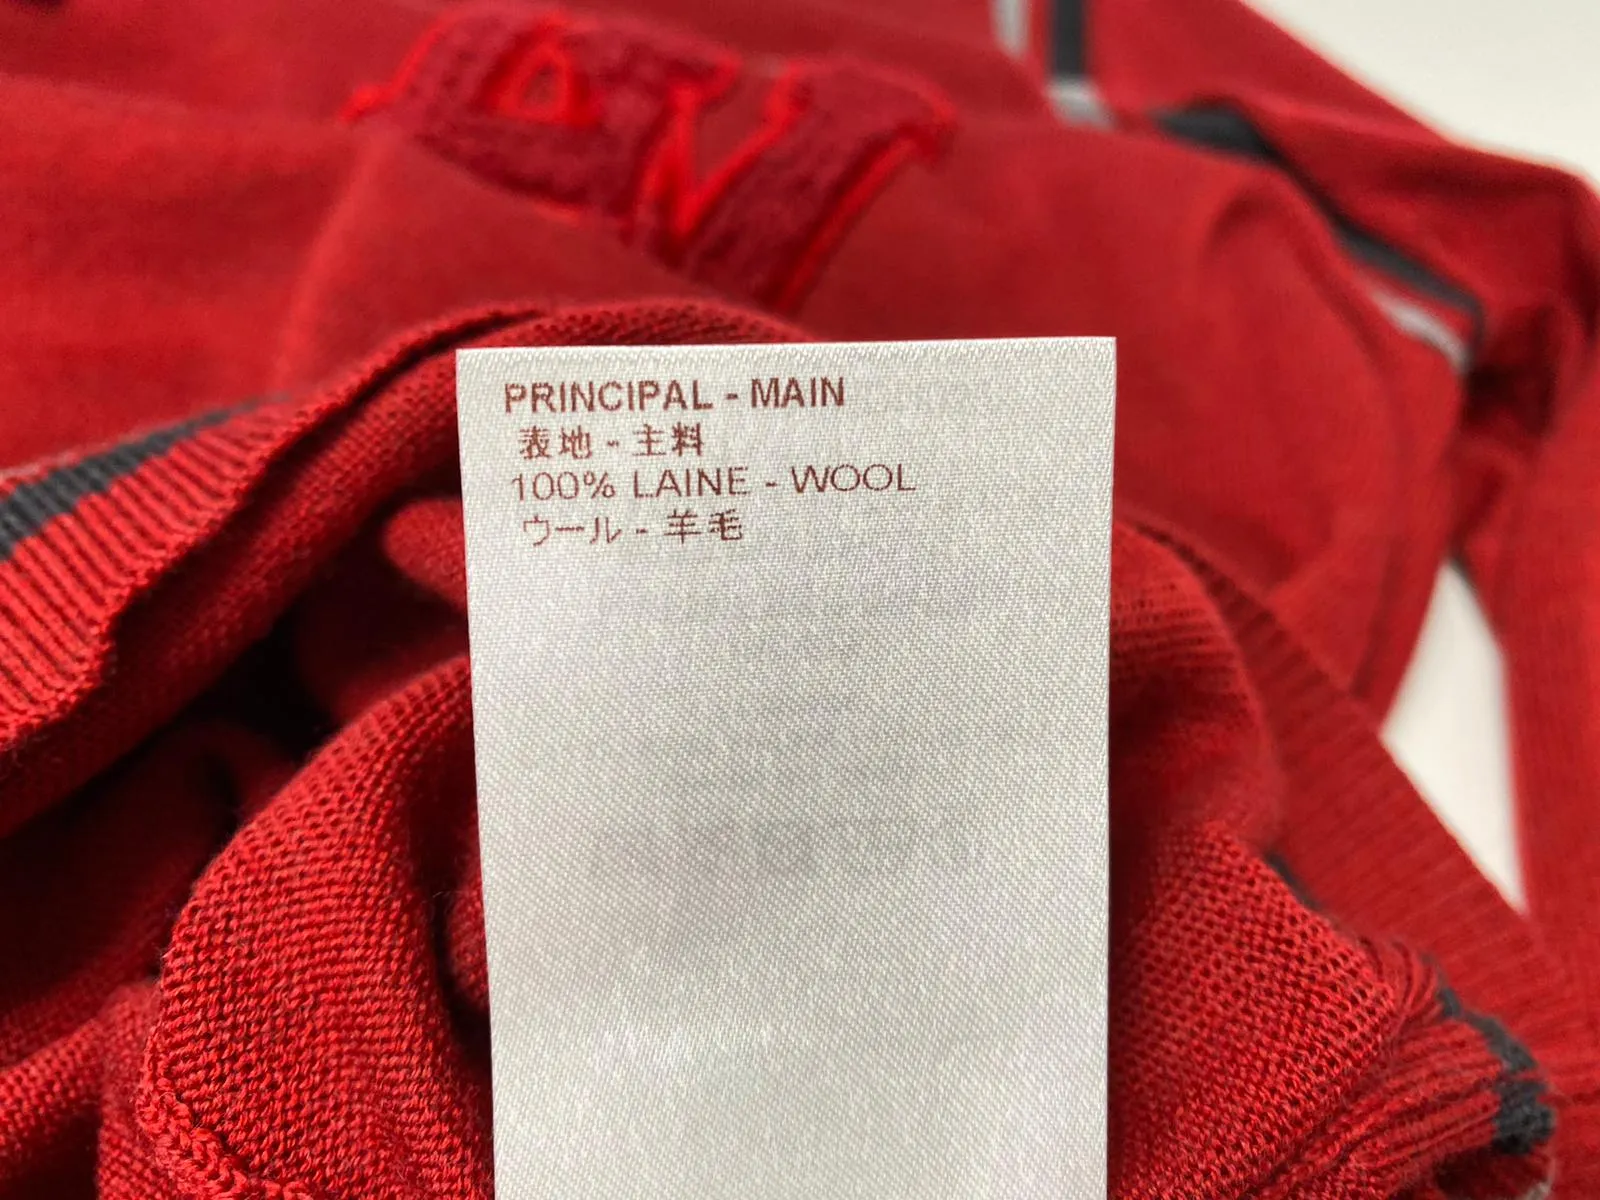 PRINCIPAL - MAIN
表地 - 主料
100% LAINE - WOOL
ウール - 羊毛